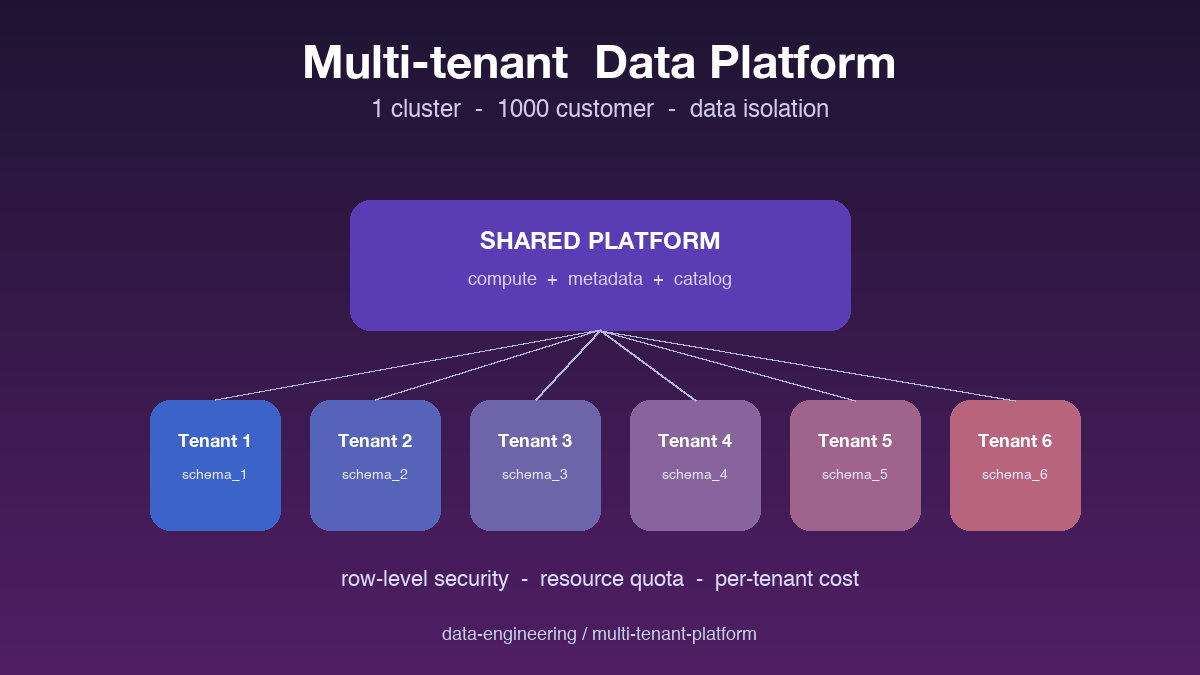 Multi-tenant  Data Platform
1 cluster  -  1000 customer  -  data isolation
SHARED PLATFORM
compute  +  metadata  +  catalog
Tenant 1
schema_1
Tenant 2
schema_2
Tenant 3
schema_3
Tenant 4
schema_4
Tenant 5
schema_5
Tenant 6
schema_6
row-level security  -  resource quota  -  per-tenant cost
data-engineering / multi-tenant-platform